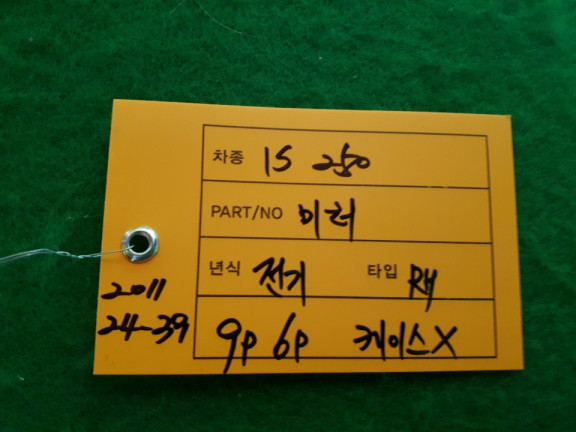 차종 IS 250
PART/NO 미러
년식 전기 타입 RH
2011
24-39
9P 6P 케이스X